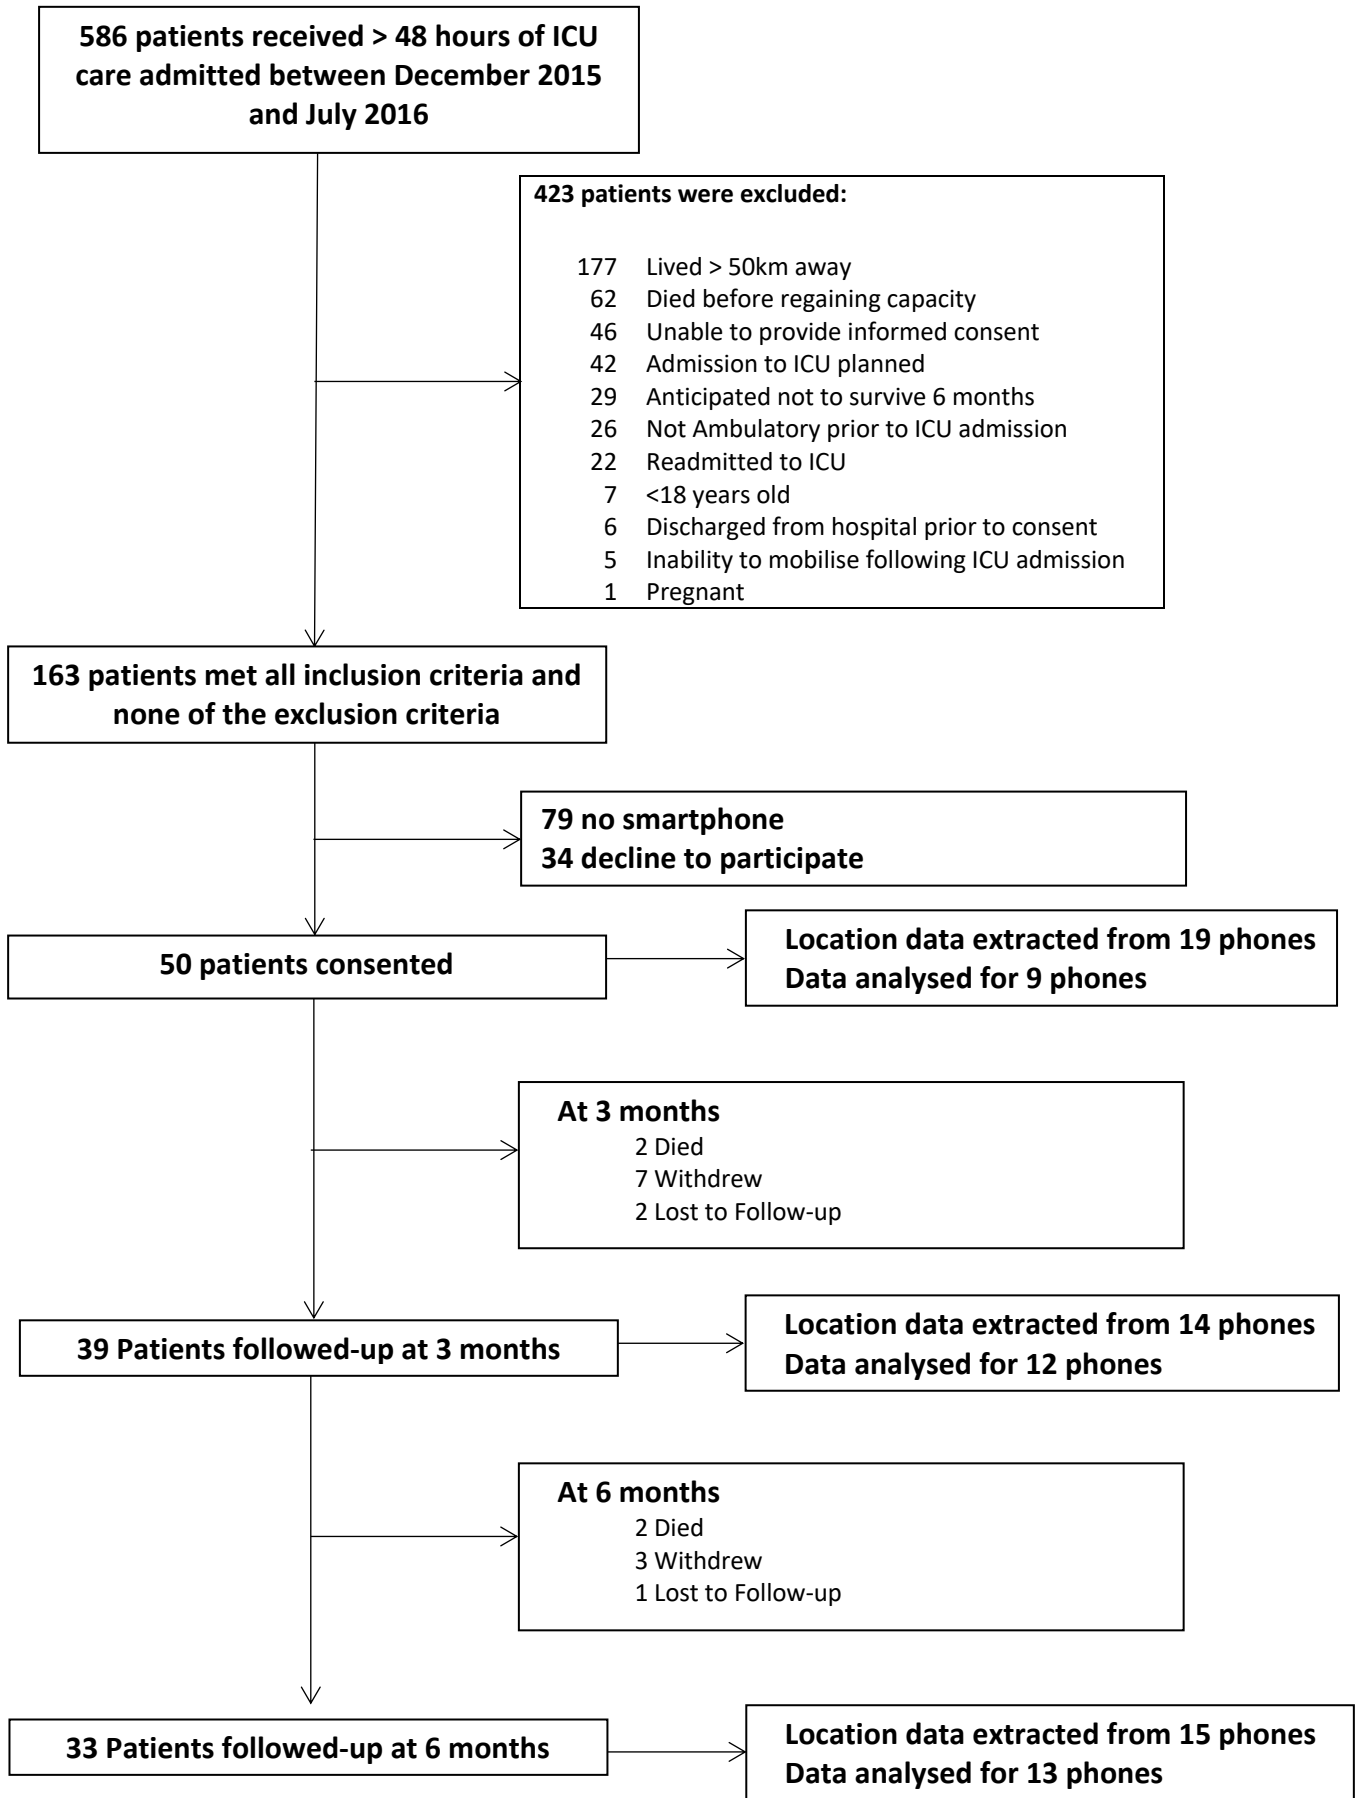 586 patients received > 48 hours of ICU
care admitted between December 2015
and July 2016
423 patients were excluded:
177 Lived > 50km away
62 Died before regaining capacity
46 Unable to provide informed consent
42 Admission to ICU planned
29 Anticipated not to survive 6 months
26 Not Ambulatory prior to ICU admission
22 Readmitted to ICU
7 <18 years old
6 Discharged from hospital prior to consent
5 Inability to mobilise following ICU admission
1 Pregnant
163 patients met all inclusion criteria and
none of the exclusion criteria
79 no smartphone
34 decline to participate
50 patients consented
Location data extracted from 19 phones
Data analysed for 9 phones
At 3 months
2 Died
7 Withdrew
2 Lost to Follow-up
39 Patients followed-up at 3 months
Location data extracted from 14 phones
Data analysed for 12 phones
At 6 months
2 Died
3 Withdrew
1 Lost to Follow-up
33 Patients followed-up at 6 months
Location data extracted from 15 phones
Data analysed for 13 phones